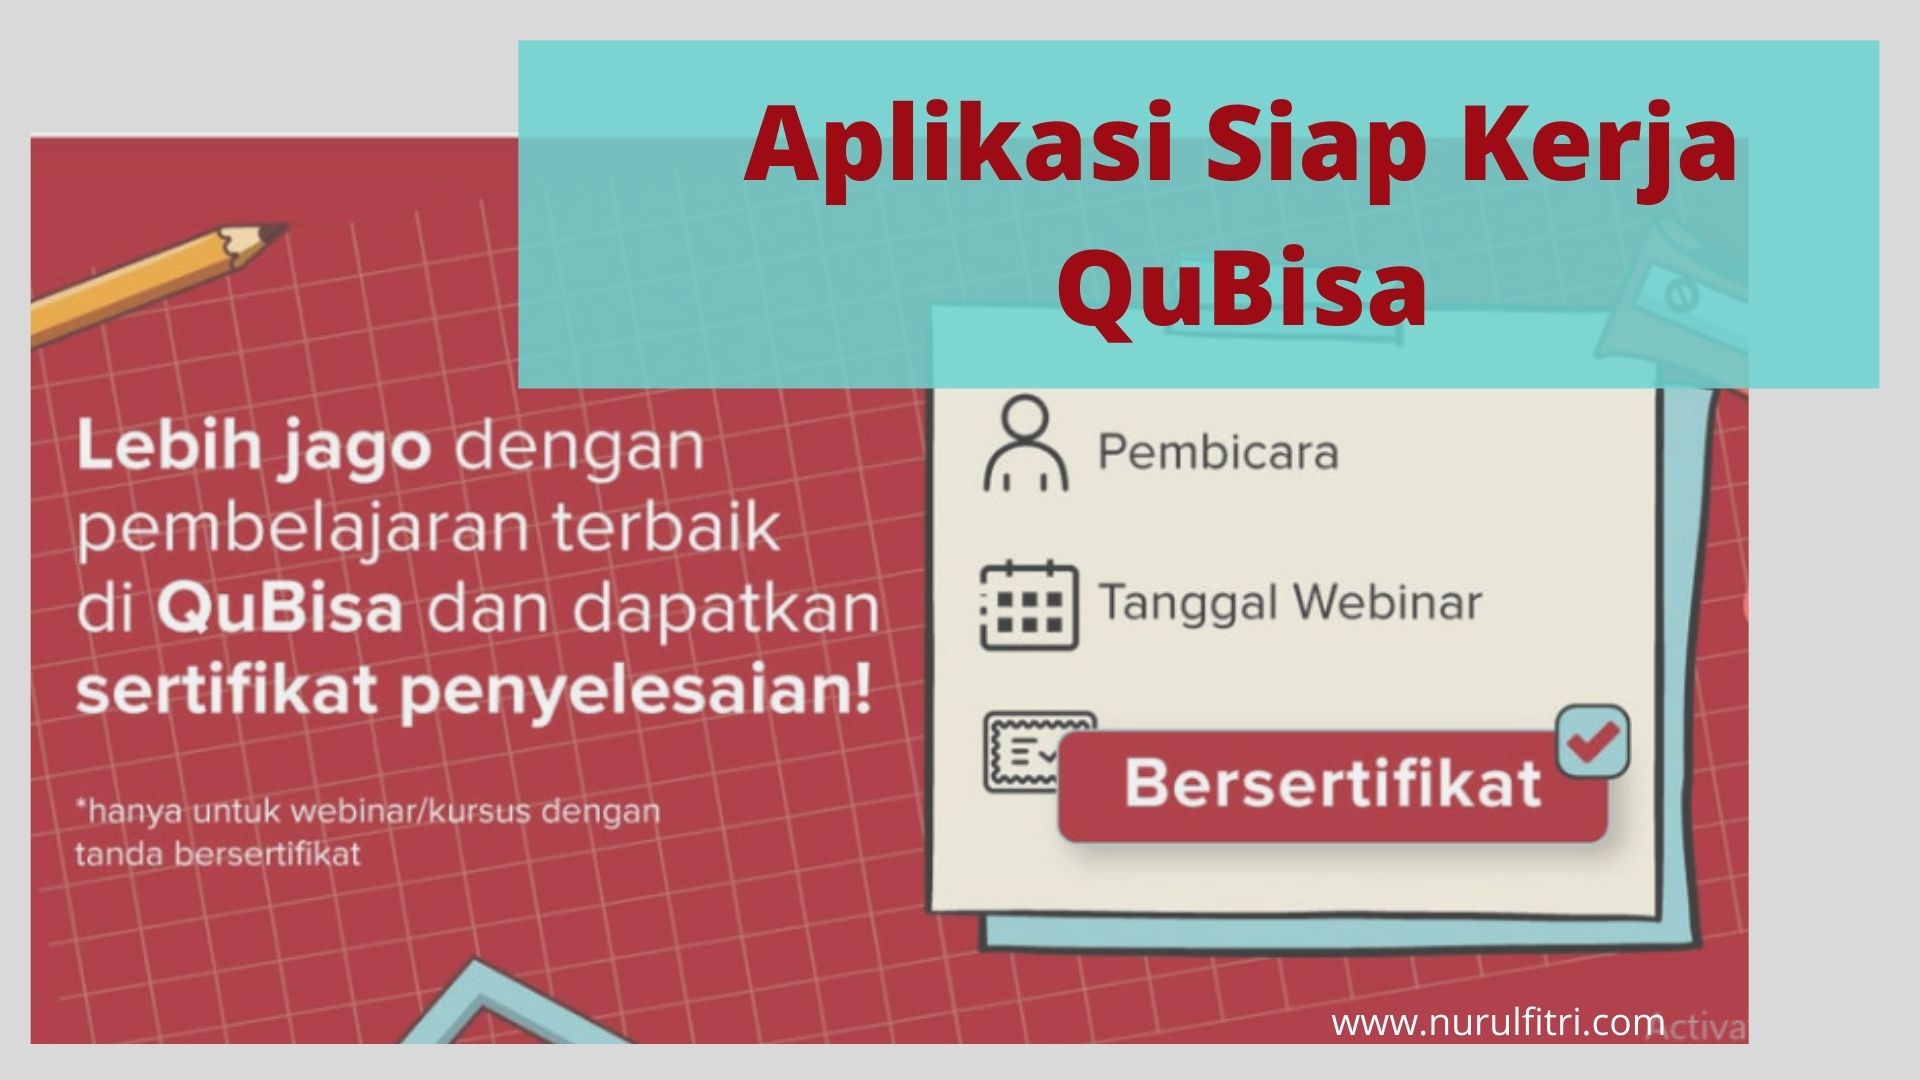 Aplikasi Siap Kerja
QuBisa
Lebih jago dengan
pembelajaran terbaik
di QuBisa dan dapatkan
sertifikat penyelesaian!
*hanya untuk webinar/kursus dengan
tanda bersertifikat
Pembicara
Tanggal Webinar
Bersertifikat
www.nurulfitri.com
Activa